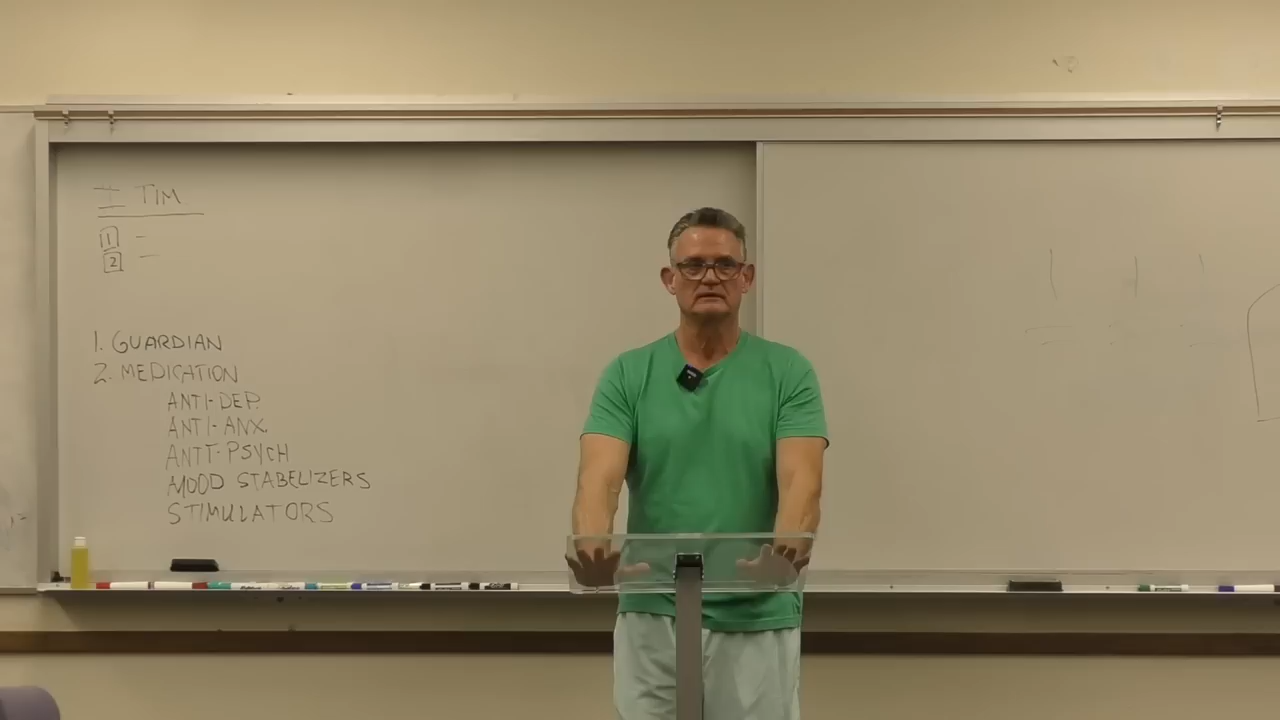 I TIM
1 -
2 -
1. GUARDIAN
2. MEDICATION
ANTI-DEP.
ANTI-ANX.
ANTI-PSYCH
MOOD STABELIZERS
STIMULATORS